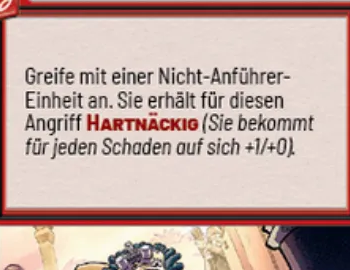 Greife mit einer Nicht-Anführer-
Einheit an. Sie erhält für diesen
Angriff HARTNÄCKIG (Sie bekommt
für jeden Schaden auf sich +1/+0).